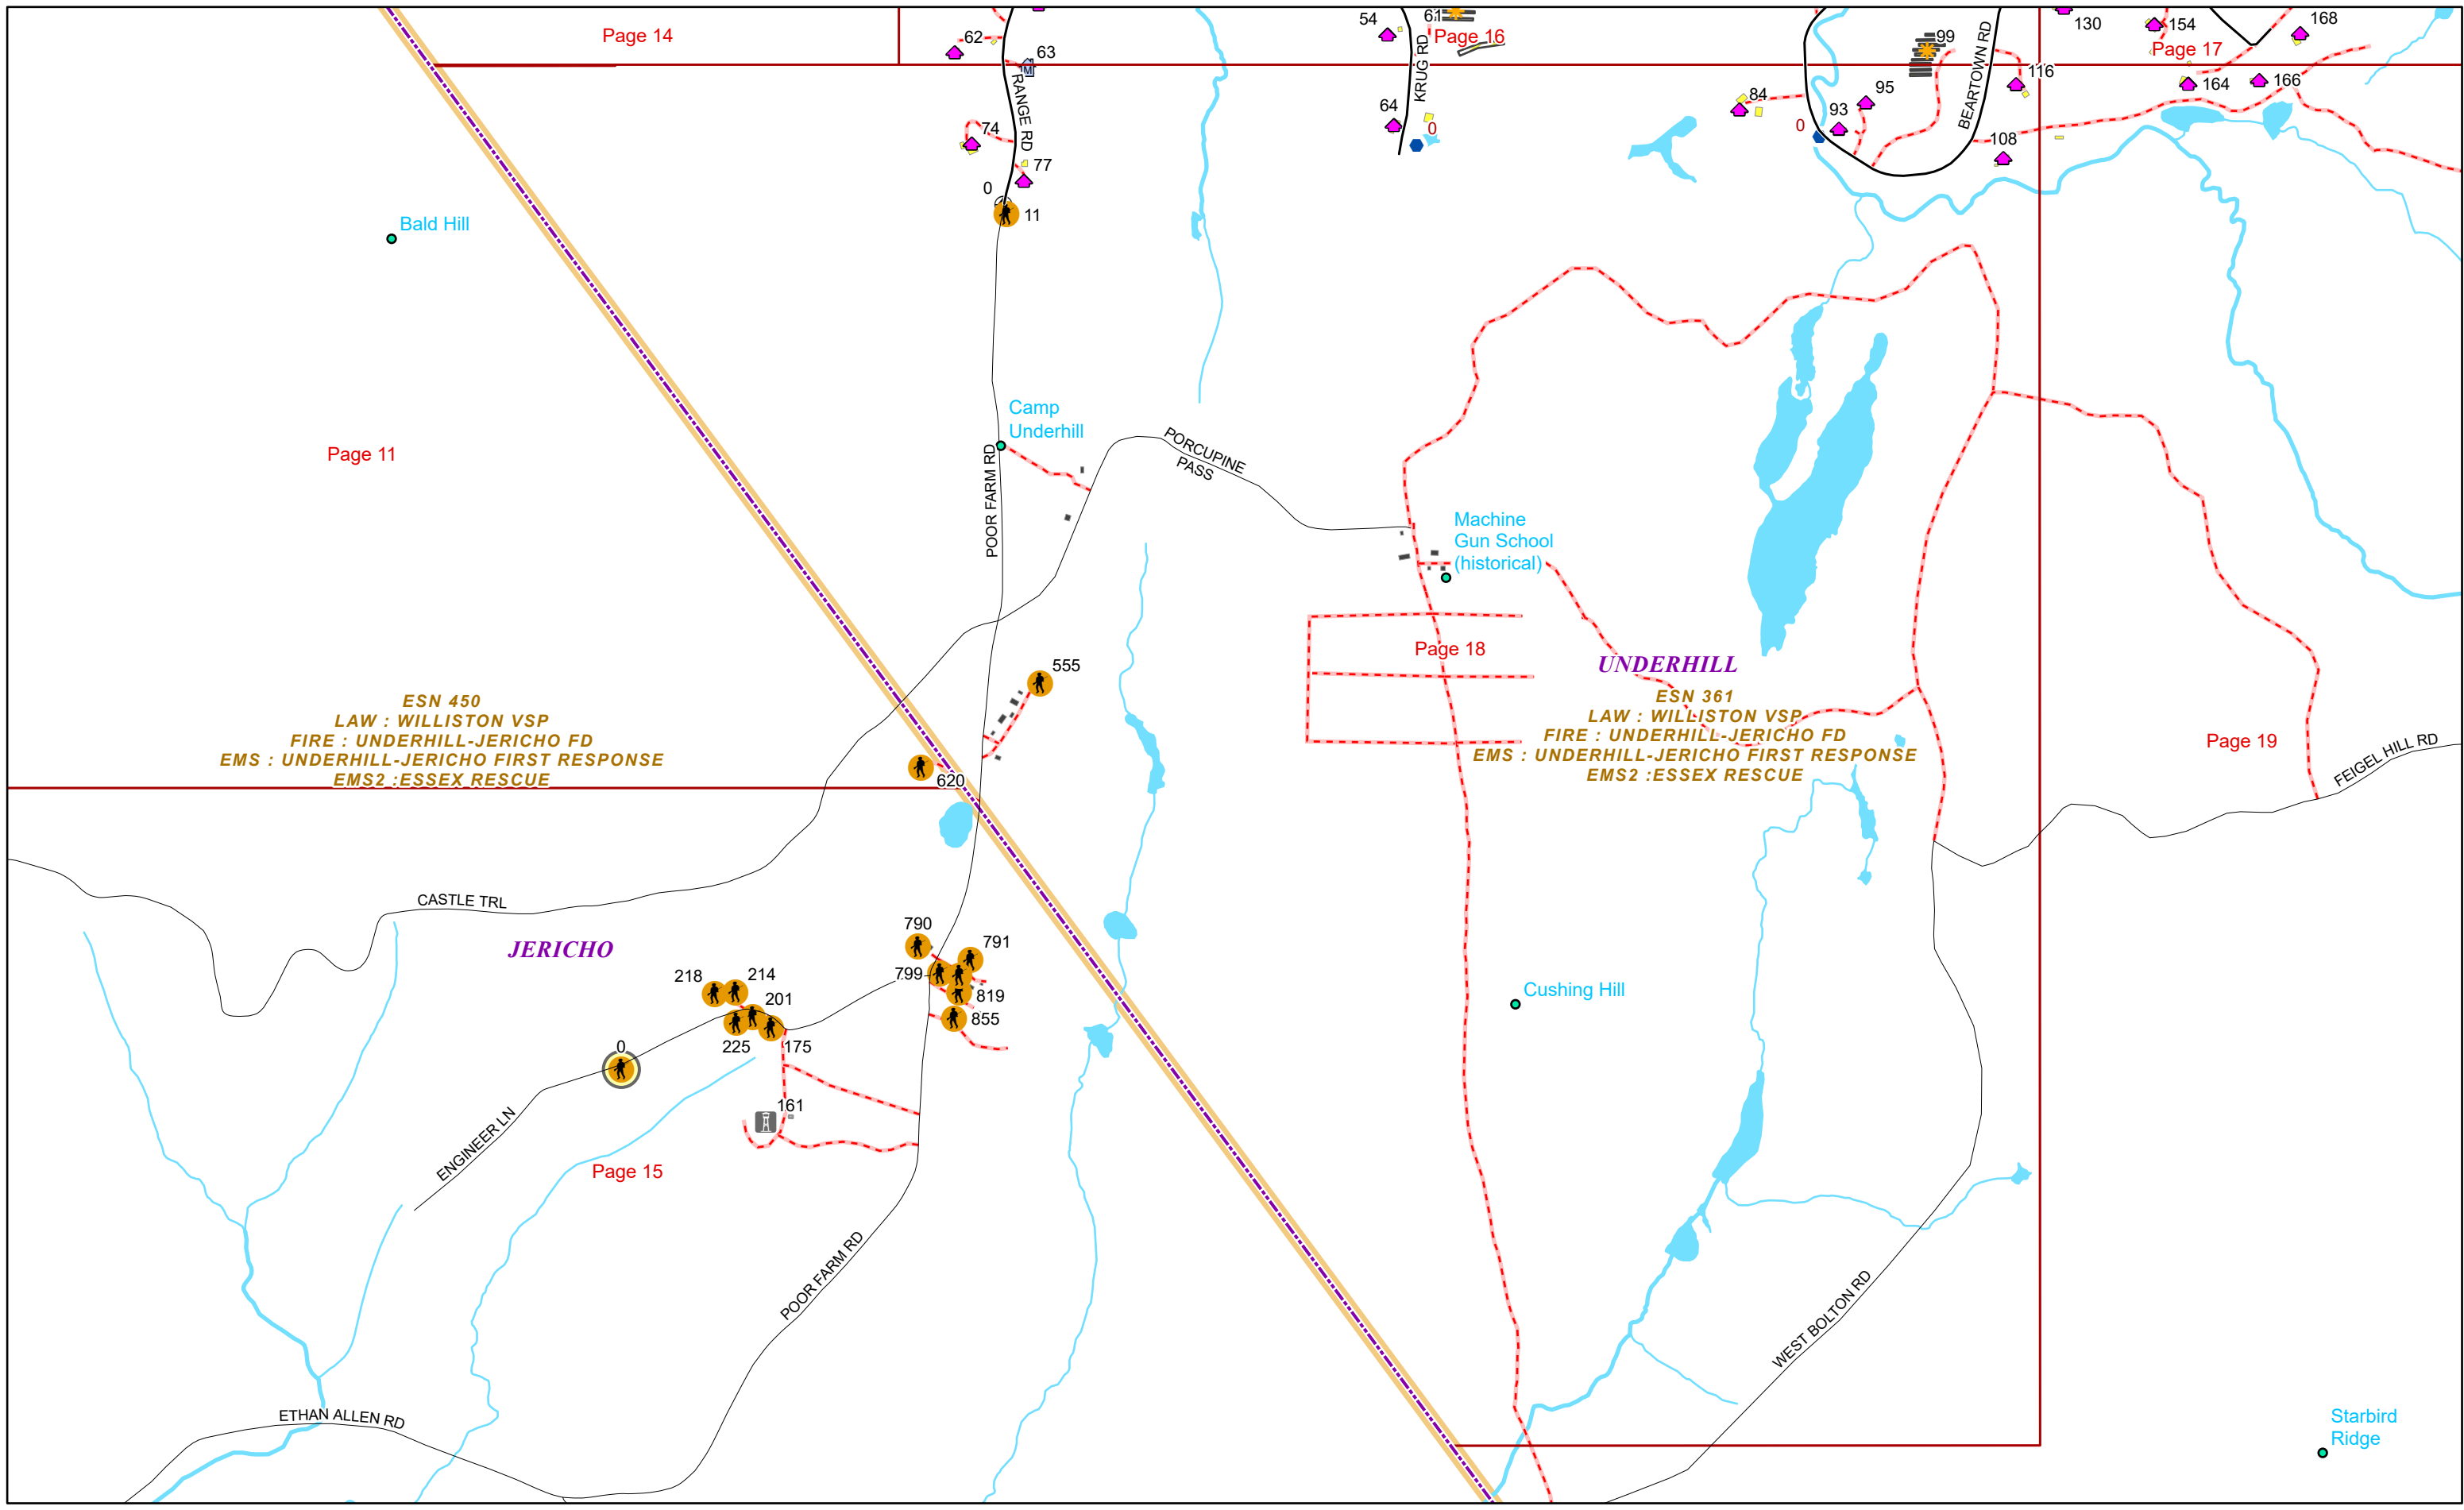 Page 14
62
63
RANGE RD
54
61
Page 16
KRUG RD
64
0
99
BEARTOWN RD
130
154
168
Page 17
116
164
166
84
95
93
0
108
74
77
0
11
Bald Hill
Camp
Underhill
Page 11
POOR FARM RD
PORCUPINE
PASS
Machine
Gun School
(historical)
Page 18
UNDERHILL
ESN 361
LAW : WILLISTON VSP
FIRE : UNDERHILL-JERICHO FD
EMS : UNDERHILL-JERICHO FIRST RESPONSE
EMS2 :ESSEX RESCUE
555
ESN 450
LAW : WILLISTON VSP
FIRE : UNDERHILL-JERICHO FD
EMS : UNDERHILL-JERICHO FIRST RESPONSE
EMS2 :ESSEX RESCUE
620
Page 19
FEIGEL HILL RD
CASTLE TRL
JERICHO
790
791
799
819
855
218
214
201
225
175
0
161
ENGINEER LN
Page 15
Cushing Hill
POOR FARM RD
WEST BOLTON RD
ETHAN ALLEN RD
Starbird
Ridge